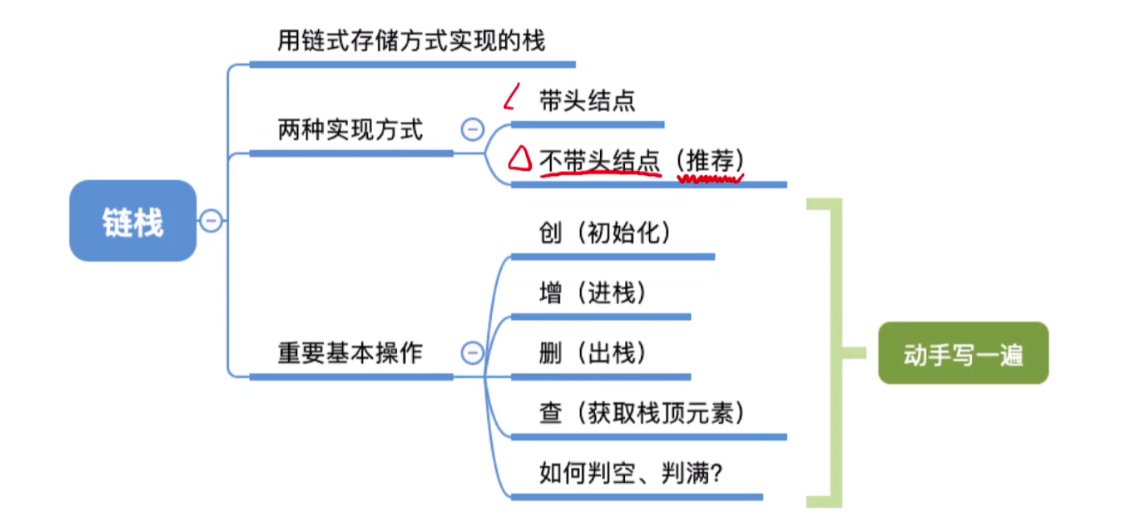 用链式存储方式实现的栈
带头结点
两种实现方式
不带头结点（推荐）
链栈
创（初始化）
增（进栈）
重要基本操作
删（出栈）
动手写一遍
查（获取栈顶元素）
如何判空、判满?